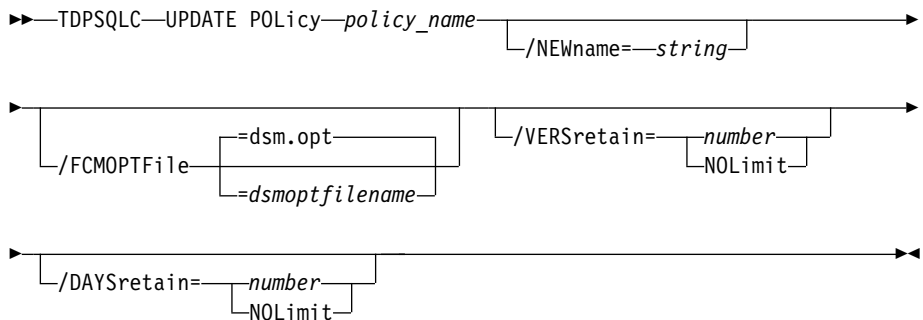 TDPSQLC UPDATE POLicy policy_name
/NEWname= string
=dsm.opt
/FCMOPTFile
=dsmoptfilename
/VERSretain= number
NOLimit
/DAYSretain= number
NOLimit